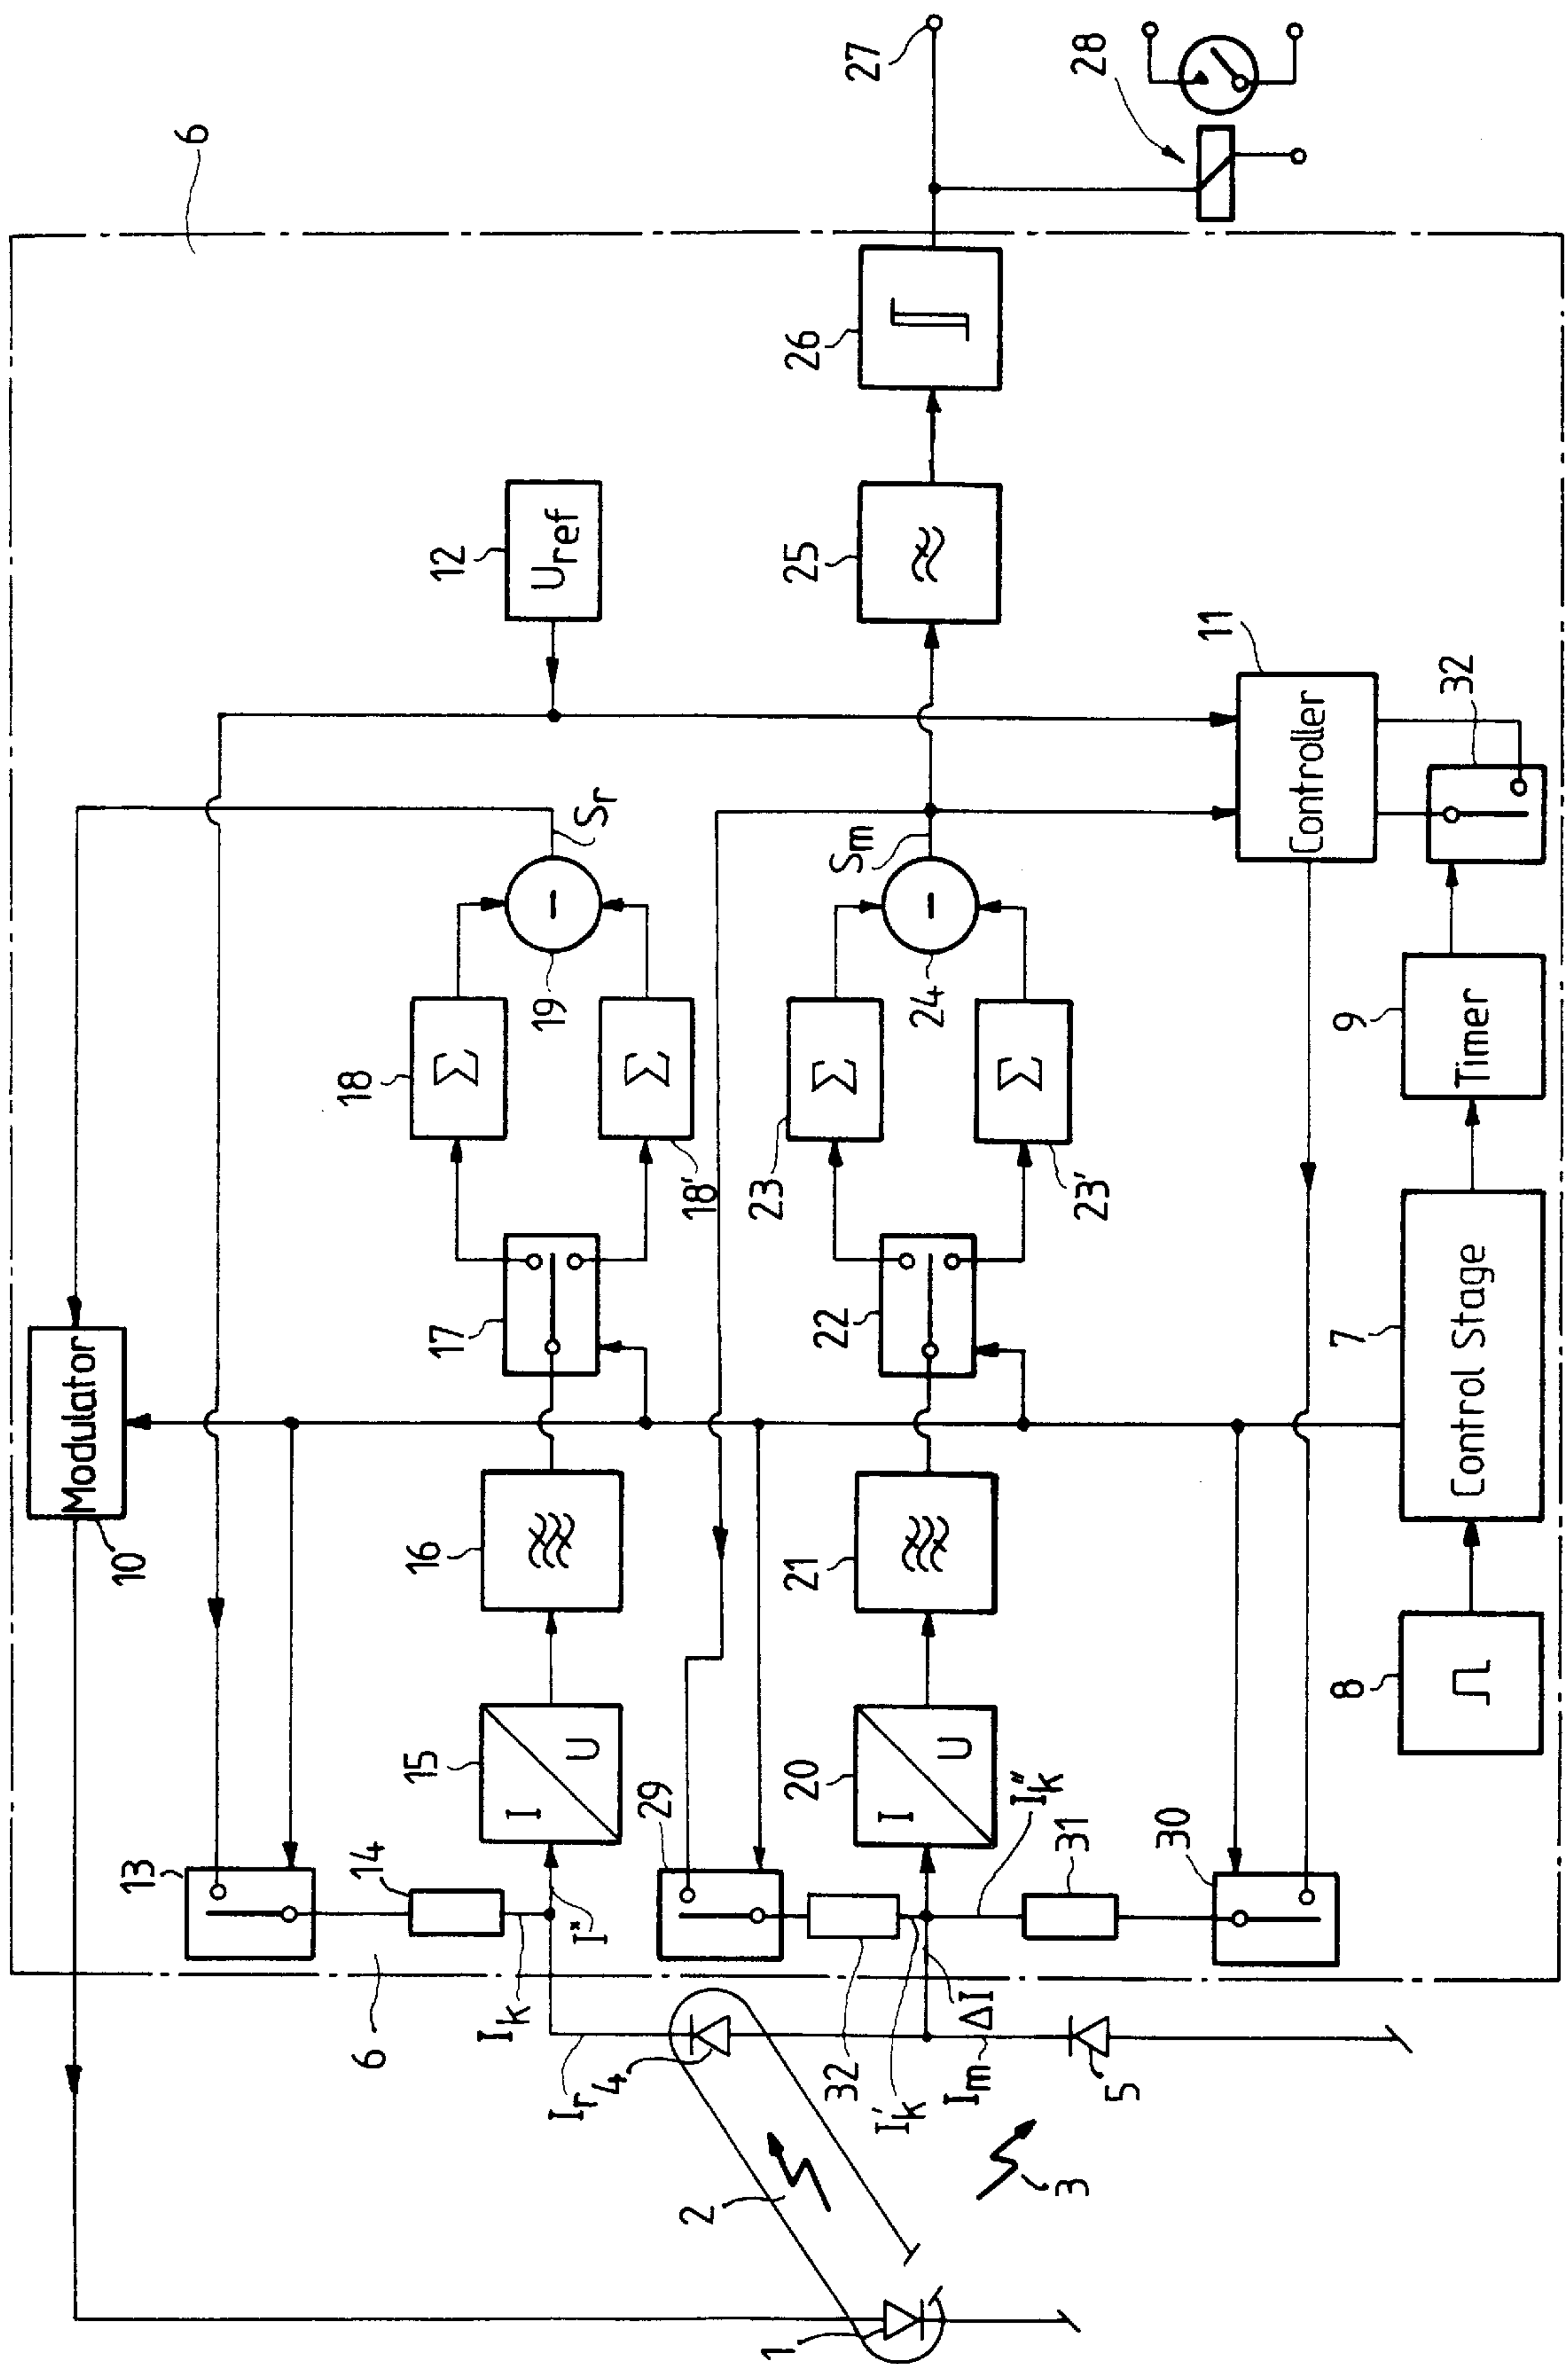 6
27
28
12
Uref
26
25
11
Controller
32
Sr
Sm
19
24
18
Σ
18'
Σ
23
Σ
23'
Σ
9
Timer
Modulator
10
17
22
7
Control Stage
16
21
8
15
I
U
20
I
U
13
14
29
30
31
32
6
Ik
I*
I'k
I"k
ΔI
Ir
Im
4
5
2
3
1